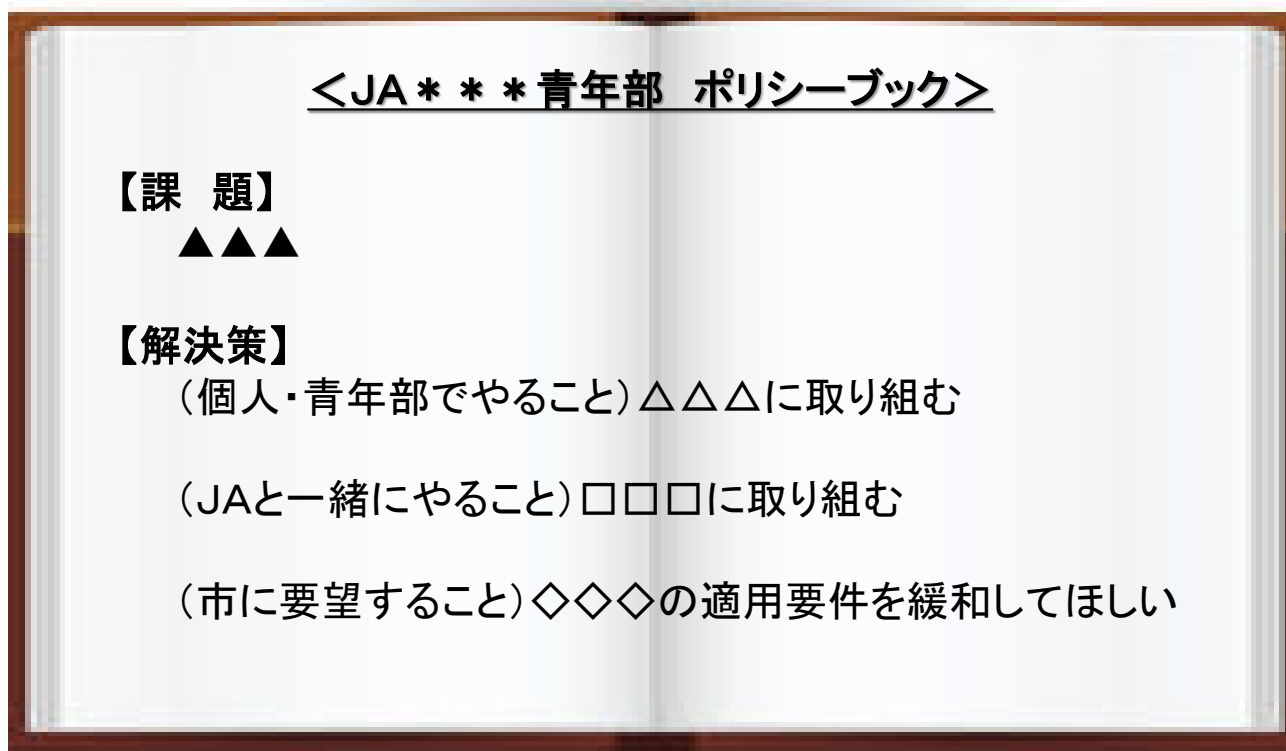 ＜JA＊＊＊青年部　ポリシーブック＞
【課　題】
▲▲▲
【解決策】
（個人・青年部でやること）△△△に取り組む
（JAと一緒にやること）□□□に取り組む
（市に要望すること）◇◇◇の適用要件を緩和してほしい